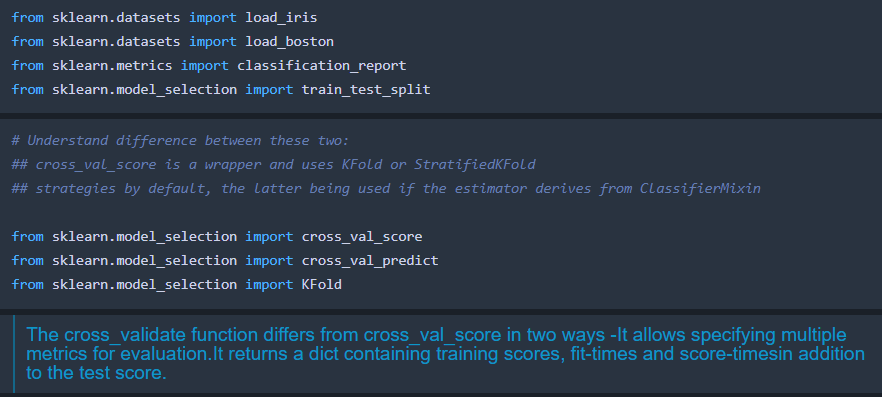 from sklearn.datasets import load_iris
from sklearn.datasets import load_boston
from sklearn.metrics import classification_report
from sklearn.model_selection import train_test_split
# Understand difference between these two:
## cross_val_score is a wrapper and uses KFold or StratifiedKFold
## strategies by default, the latter being used if the estimator derives from ClassifierMixin
from sklearn.model_selection import cross_val_score
from sklearn.model_selection import cross_val_predict
from sklearn.model_selection import KFold
The cross_validate function differs from cross_val_score in two ways -It allows specifying multiple
metrics for evaluation.It returns a dict containing training scores, fit-times and score-timesin addition
to the test score.